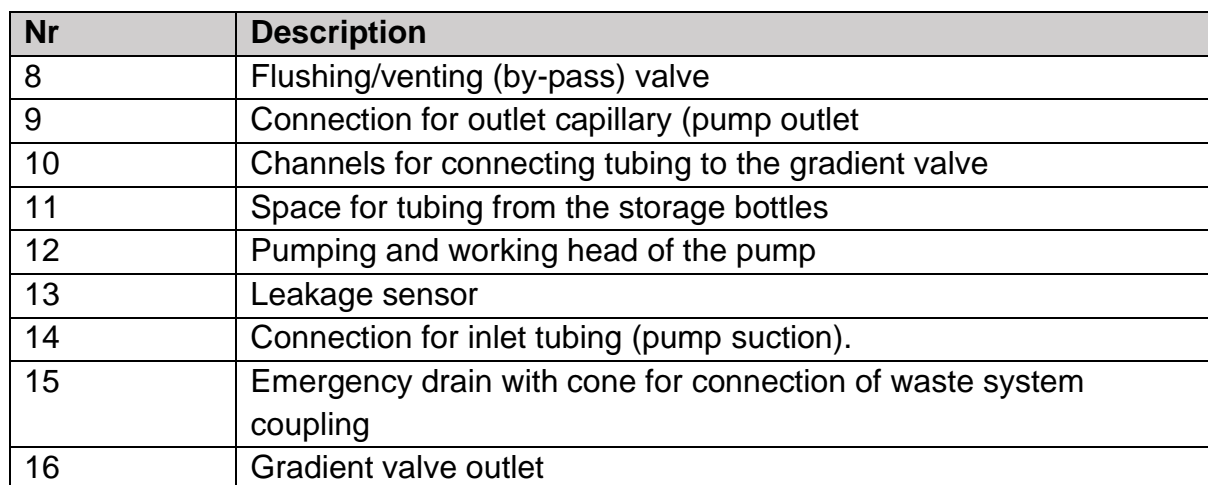 Nr Description
8 Flushing/venting (by-pass) valve
9 Connection for outlet capillary (pump outlet
10 Channels for connecting tubing to the gradient valve
11 Space for tubing from the storage bottles
12 Pumping and working head of the pump
13 Leakage sensor
14 Connection for inlet tubing (pump suction).
15 Emergency drain with cone for connection of waste system
coupling
16 Gradient valve outlet